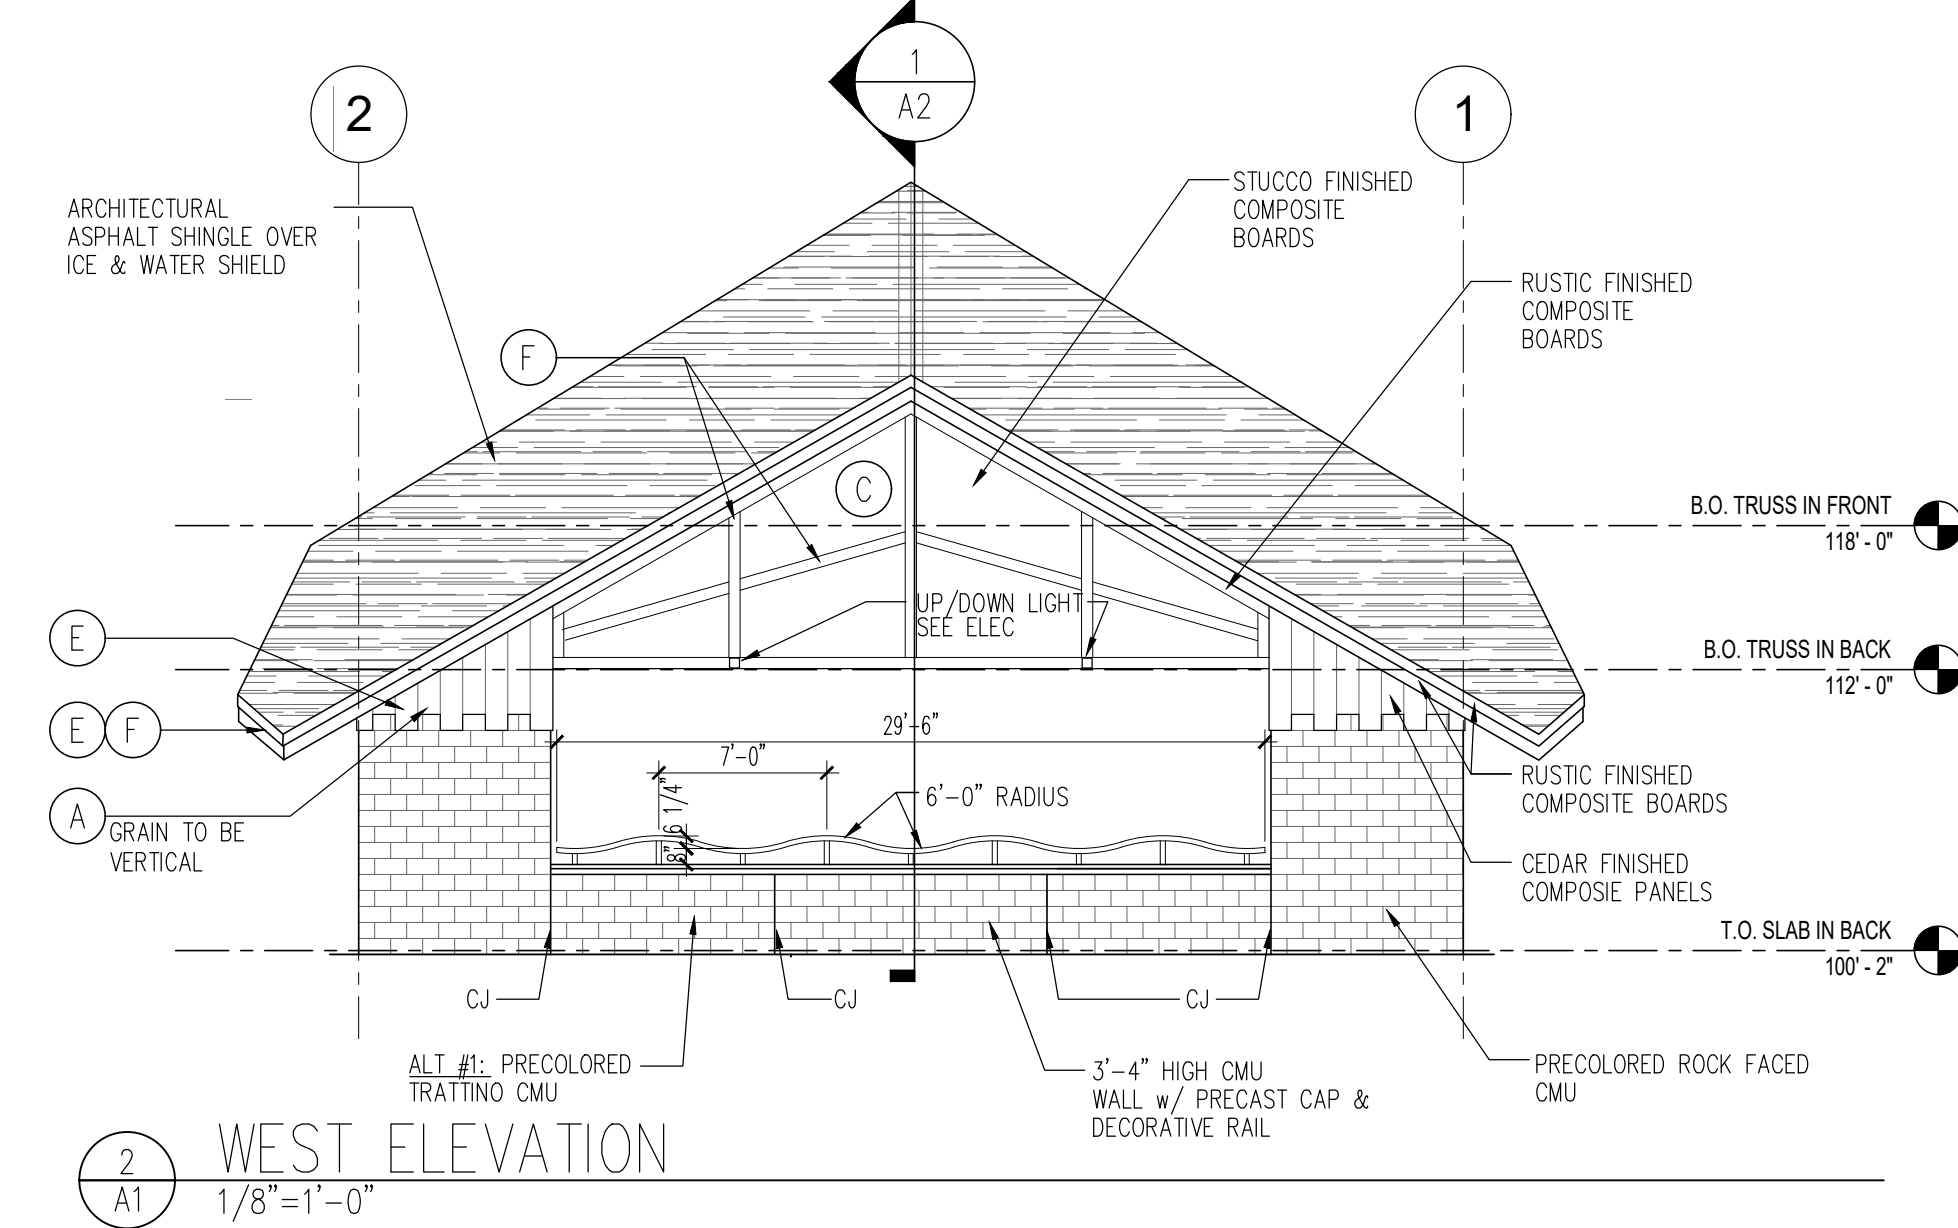 1
A2
2
1
ARCHITECTURAL
ASPHALT SHINGLE OVER
ICE & WATER SHIELD
STUCCO FINISHED
COMPOSITE
BOARDS
RUSTIC FINISHED
COMPOSITE
BOARDS
F
C
B.O. TRUSS IN FRONT
118' - 0"
UP/DOWN LIGHT
SEE ELEC
E
B.O. TRUSS IN BACK
112' - 0"
E F
29'-6"
7'-0"
6 1/4"
8"
6'-0" RADIUS
RUSTIC FINISHED
COMPOSITE BOARDS
A
GRAIN TO BE
VERTICAL
CEDAR FINISHED
COMPOSIE PANELS
T.O. SLAB IN BACK
100' - 2"
CJ
CJ
CJ
ALT #1: PRECOLORED
TRATTINO CMU
3'-4" HIGH CMU
WALL w/ PRECAST CAP &
DECORATIVE RAIL
PRECOLORED ROCK FACED
CMU
2
A1
WEST ELEVATION
1/8"=1'-0"